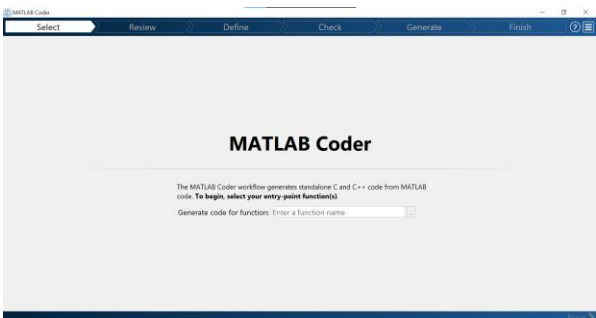 MATLAB Coder
Select Review Define Check Generate Finish
MATLAB Coder
The MATLAB Coder workflow generates standalone C and C++ code from MATLAB
code. To begin, select your entry-point function(s).
Generate code for function: Enter a function name ...
Next